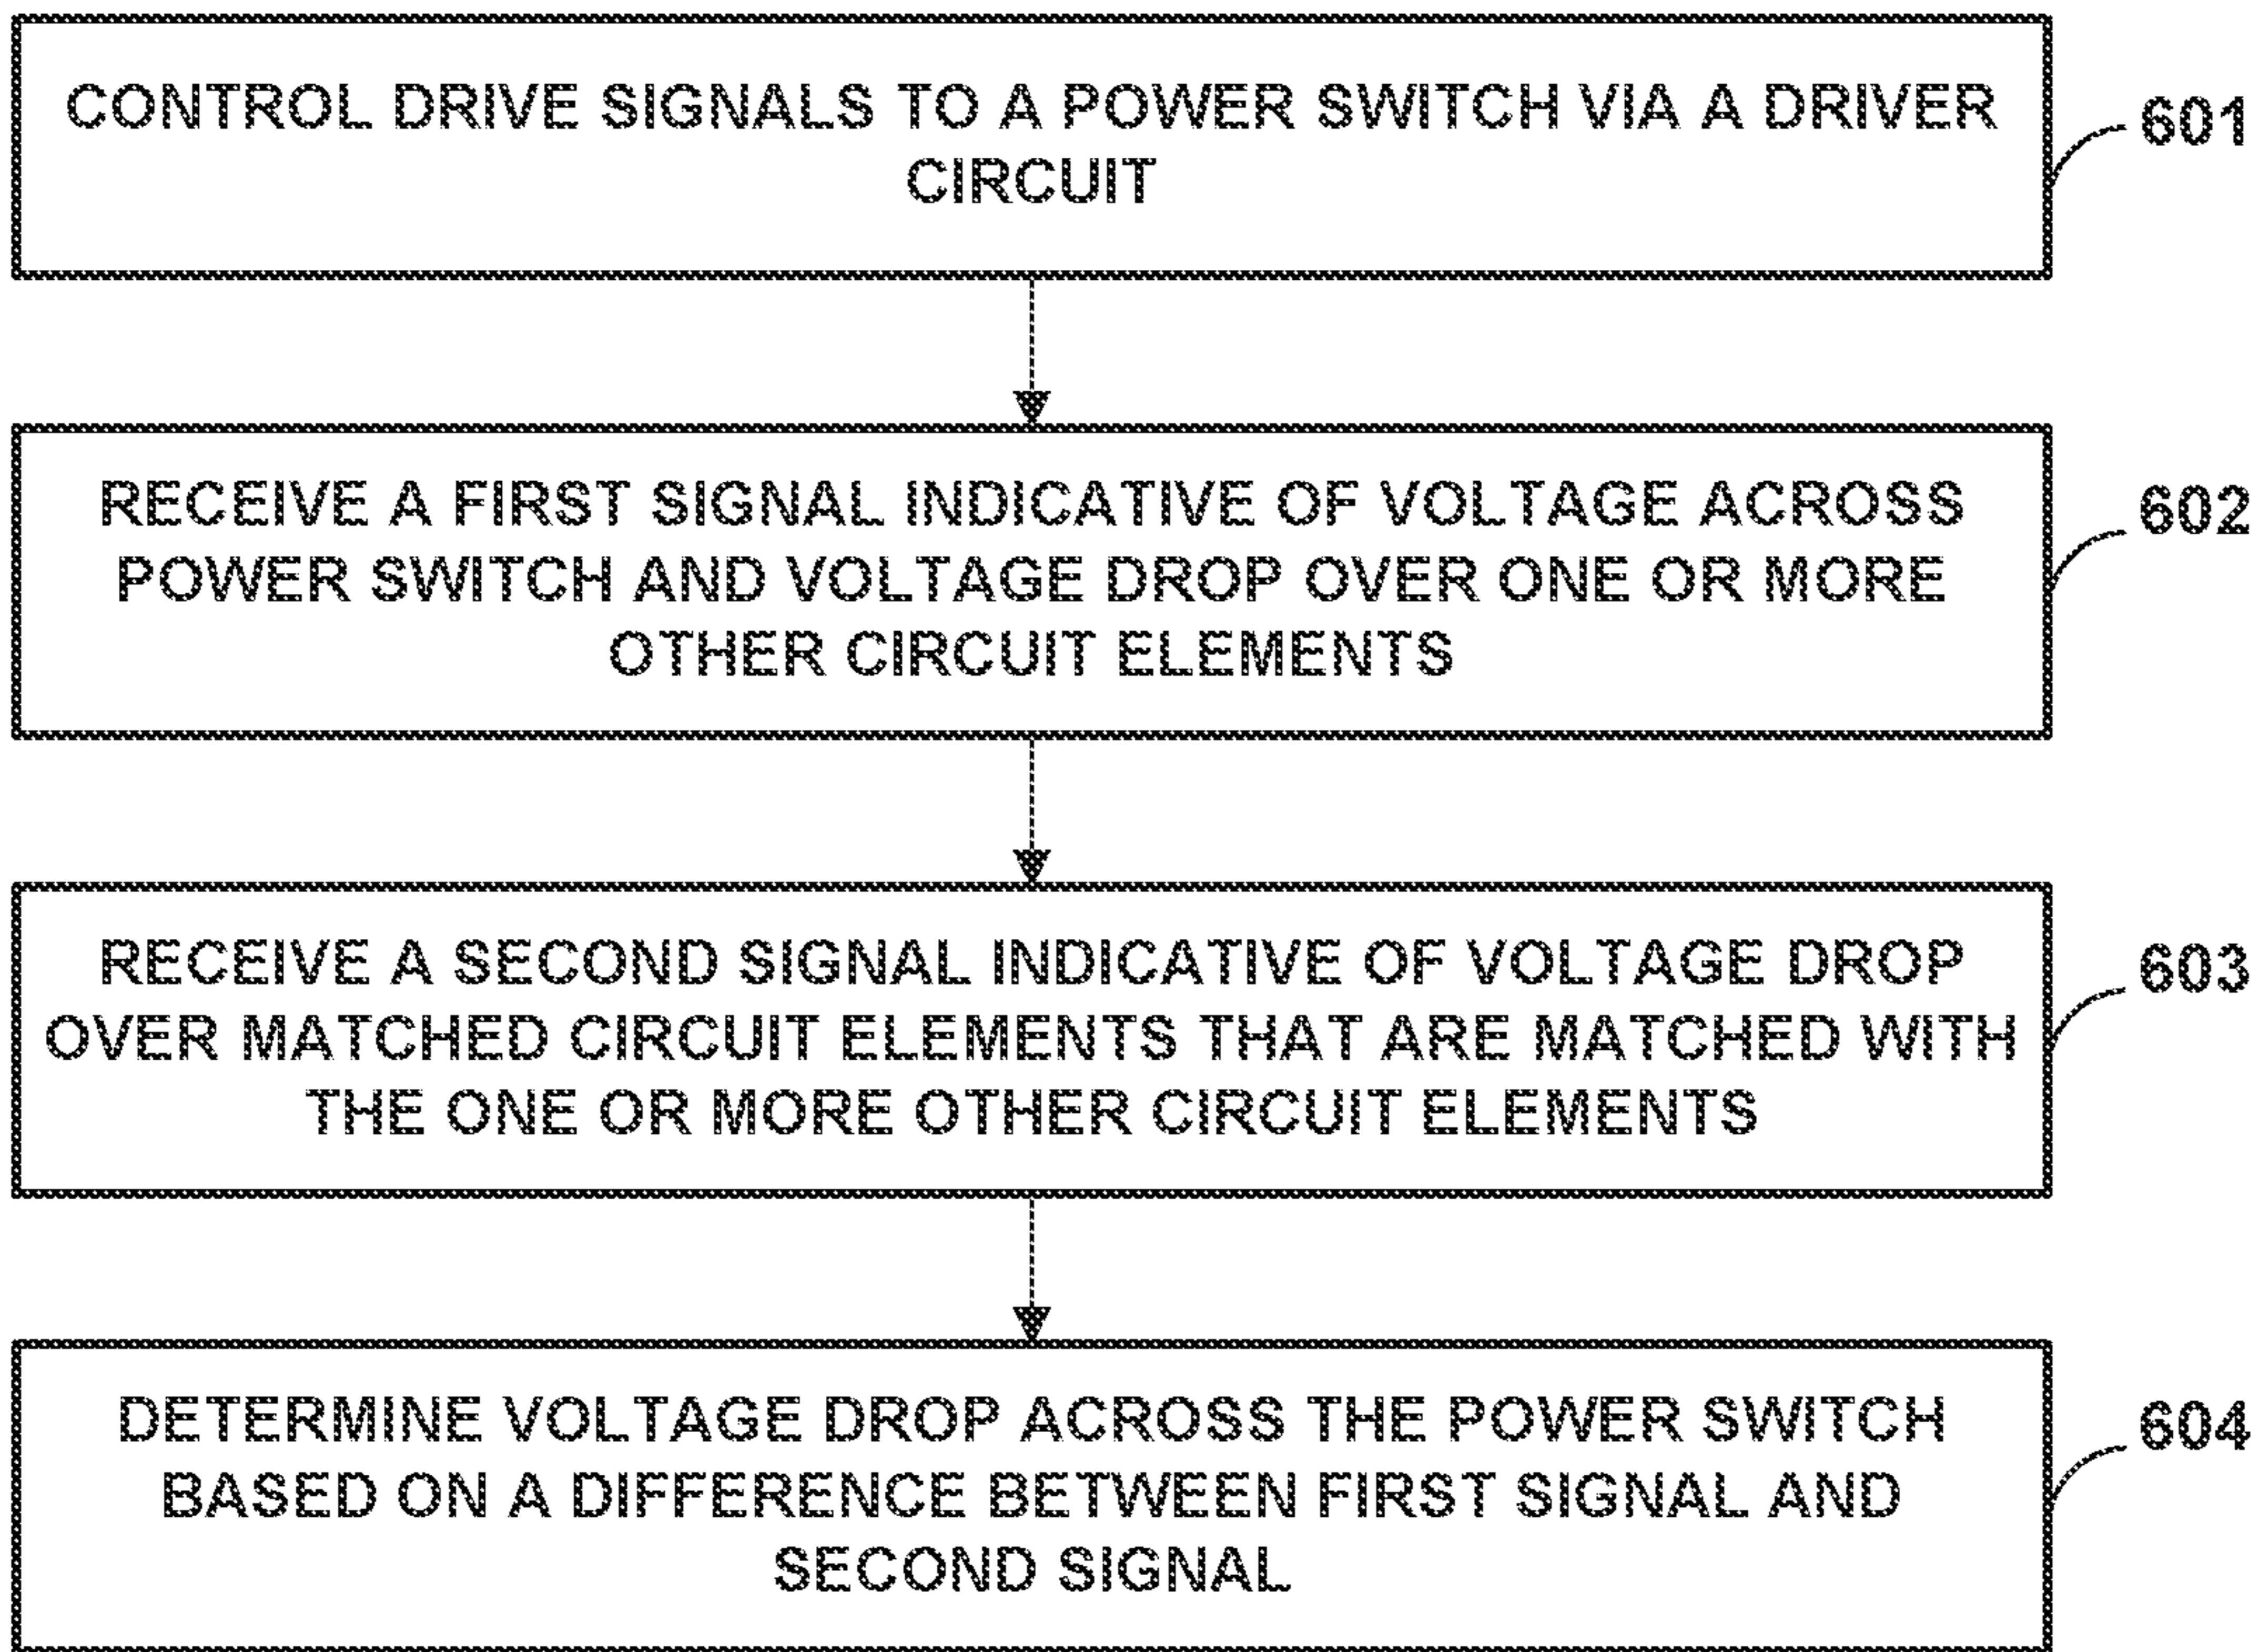 CONTROL DRIVE SIGNALS TO A POWER SWITCH VIA A DRIVER
CIRCUIT
601
RECEIVE A FIRST SIGNAL INDICATIVE OF VOLTAGE ACROSS
POWER SWITCH AND VOLTAGE DROP OVER ONE OR MORE
OTHER CIRCUIT ELEMENTS
602
RECEIVE A SECOND SIGNAL INDICATIVE OF VOLTAGE DROP
OVER MATCHED CIRCUIT ELEMENTS THAT ARE MATCHED WITH
THE ONE OR MORE OTHER CIRCUIT ELEMENTS
603
DETERMINE VOLTAGE DROP ACROSS THE POWER SWITCH
BASED ON A DIFFERENCE BETWEEN FIRST SIGNAL AND
SECOND SIGNAL
604